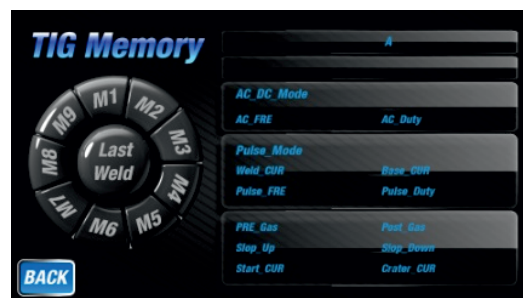 TIG Memory
A
M1
M2
M3
M4
M5
M6
M7
M8
M9
Last
Weld
AC_DC_Mode
AC_FRE AC_Duty
Pulse_Mode
Weld_CUR Base_CUR
Pulse_FRE Pulse_Duty
PRE_Gas Post_Gas
Slop_Up Slop_Down
Start_CUR Crater_CUR
BACK